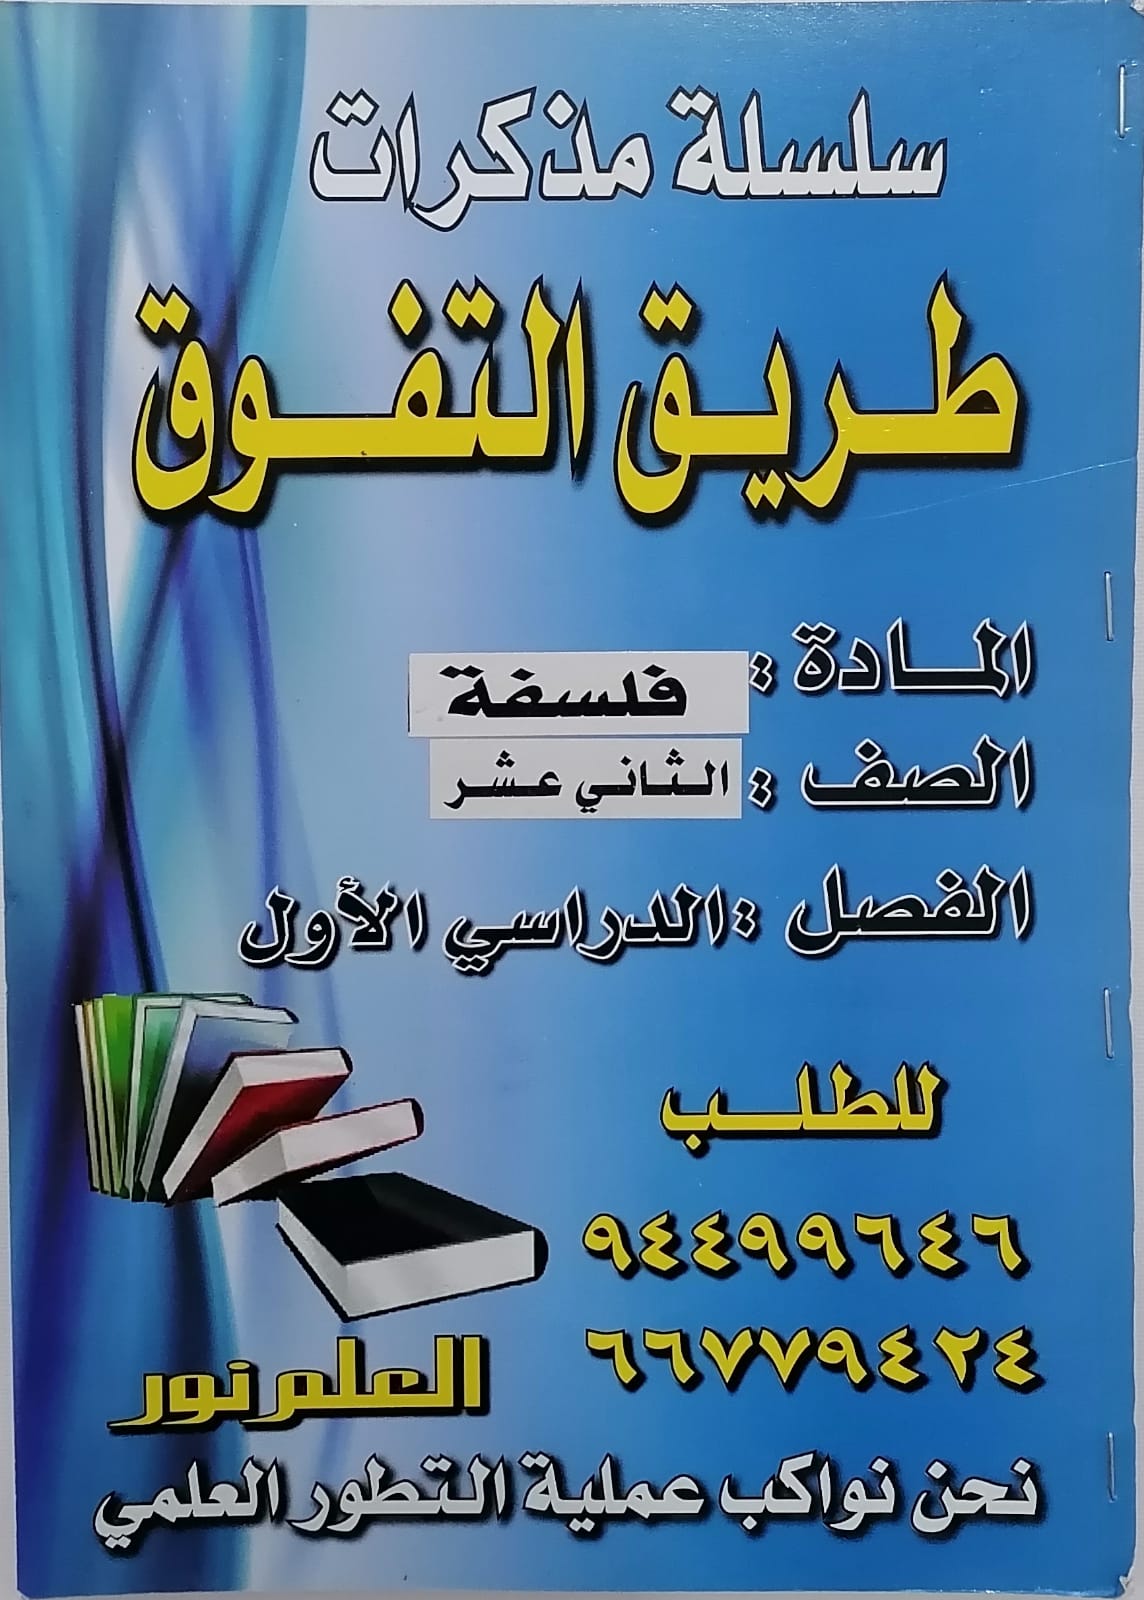 سلسلة مذكرات
طريق التفوق
المادة : فلسفة
الصف : الثاني عشر
الفصل : الدراسي الأول
للطلب
٩٤٤٩٩٦٤٦
٦٦٧٧٩٤٢٤
العلم نور
نحن نواكب عملية التطور العلمي